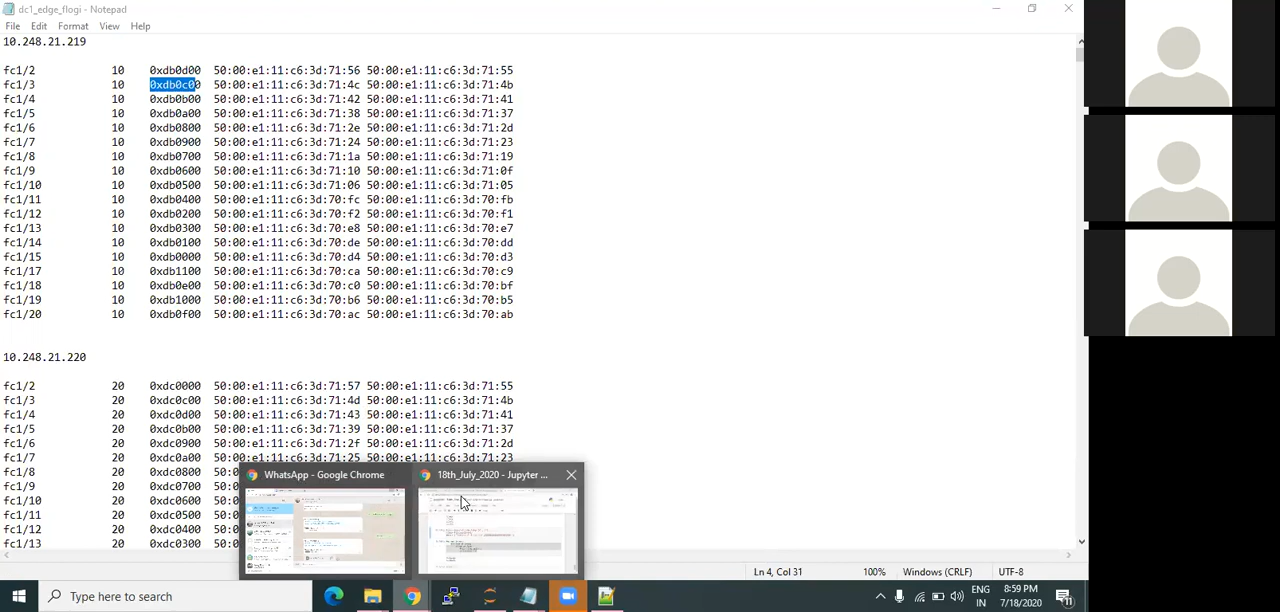 dc1_edge_flogi - Notepad
File Edit Format View Help
10.248.21.219
fc1/2 10 0xdb0d00 50:00:e1:11:c6:3d:71:56 50:00:e1:11:c6:3d:71:55
fc1/3 10 0xdb0c00 50:00:e1:11:c6:3d:71:4c 50:00:e1:11:c6:3d:71:4b
fc1/4 10 0xdb0b00 50:00:e1:11:c6:3d:71:42 50:00:e1:11:c6:3d:71:41
fc1/5 10 0xdb0a00 50:00:e1:11:c6:3d:71:38 50:00:e1:11:c6:3d:71:37
fc1/6 10 0xdb0800 50:00:e1:11:c6:3d:71:2e 50:00:e1:11:c6:3d:71:2d
fc1/7 10 0xdb0900 50:00:e1:11:c6:3d:71:24 50:00:e1:11:c6:3d:71:23
fc1/8 10 0xdb0700 50:00:e1:11:c6:3d:71:1a 50:00:e1:11:c6:3d:71:19
fc1/9 10 0xdb0600 50:00:e1:11:c6:3d:71:10 50:00:e1:11:c6:3d:71:0f
fc1/10 10 0xdb0500 50:00:e1:11:c6:3d:71:06 50:00:e1:11:c6:3d:71:05
fc1/11 10 0xdb0400 50:00:e1:11:c6:3d:70:fc 50:00:e1:11:c6:3d:70:fb
fc1/12 10 0xdb0200 50:00:e1:11:c6:3d:70:f2 50:00:e1:11:c6:3d:70:f1
fc1/13 10 0xdb0300 50:00:e1:11:c6:3d:70:e8 50:00:e1:11:c6:3d:70:e7
fc1/14 10 0xdb0100 50:00:e1:11:c6:3d:70:de 50:00:e1:11:c6:3d:70:dd
fc1/15 10 0xdb0000 50:00:e1:11:c6:3d:70:d4 50:00:e1:11:c6:3d:70:d3
fc1/17 10 0xdb1100 50:00:e1:11:c6:3d:70:ca 50:00:e1:11:c6:3d:70:c9
fc1/18 10 0xdb0e00 50:00:e1:11:c6:3d:70:c0 50:00:e1:11:c6:3d:70:bf
fc1/19 10 0xdb1000 50:00:e1:11:c6:3d:70:b6 50:00:e1:11:c6:3d:70:b5
fc1/20 10 0xdb0f00 50:00:e1:11:c6:3d:70:ac 50:00:e1:11:c6:3d:70:ab
10.248.21.220
fc1/2 20 0xdc0000 50:00:e1:11:c6:3d:71:57 50:00:e1:11:c6:3d:71:55
fc1/3 20 0xdc0c00 50:00:e1:11:c6:3d:71:4d 50:00:e1:11:c6:3d:71:4b
fc1/4 20 0xdc0d00 50:00:e1:11:c6:3d:71:43 50:00:e1:11:c6:3d:71:41
fc1/5 20 0xdc0b00 50:00:e1:11:c6:3d:71:39 50:00:e1:11:c6:3d:71:37
fc1/6 20 0xdc0900 50:00:e1:11:c6:3d:71:2f 50:00:e1:11:c6:3d:71:2d
fc1/7 20 0xdc0a00 50:00:e1:11:c6:3d:71:25 50:00:e1:11:c6:3d:71:23
fc1/8 20 0xdc0800
fc1/9 20 0xdc0700
fc1/10 20 0xdc0600
fc1/11 20 0xdc0500
fc1/12 20 0xdc0400
fc1/13 20 0xdc0300
WhatsApp - Google Chrome
18th_July_2020 - Jupyter ...
Ln 4, Col 31 100% Windows (CRLF) UTF-8
Type here to search
ENG
IN
8:59 PM
7/18/2020
11